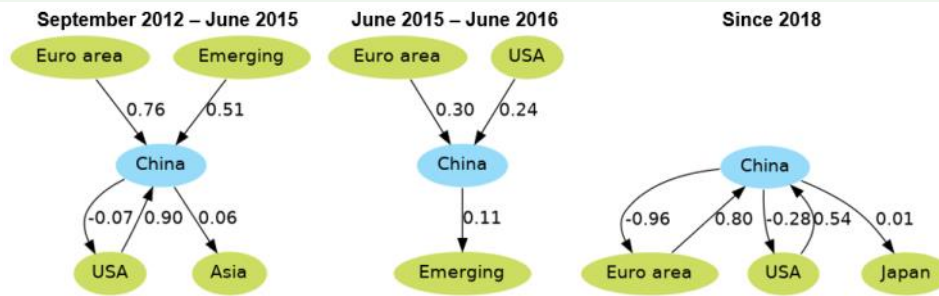 September 2012 – June 2015
Euro area
Emerging
0.76
0.51
China
-0.07
0.90
0.06
USA
Asia
June 2015 – June 2016
Euro area
USA
0.30
0.24
China
0.11
Emerging
Since 2018
China
-0.96
0.80
-0.28
0.54
0.01
Euro area
USA
Japan